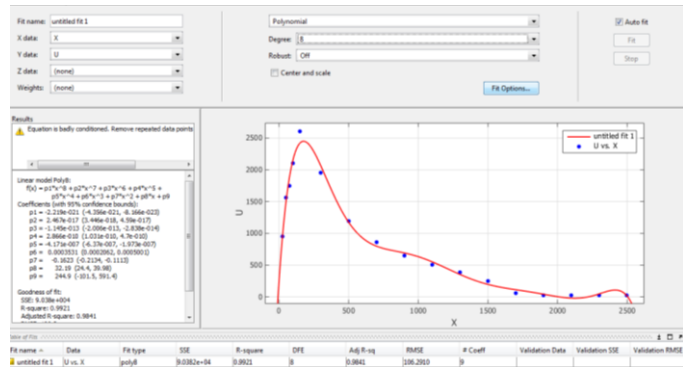 Fit name: untitled fit 1
X data: X
Y data: U
Z data: (none)
Weights: (none)
Polynomial
Degree: 8
Robust: Off
Center and scale
Fit Options...
Auto fit
Fit
Stop
Results
Equation is badly conditioned. Remove repeated data points
Linear model Poly8:
f(x) = p1*x^8 + p2*x^7 + p3*x^6 + p4*x^5 +
p5*x^4 + p6*x^3 + p7*x^2 + p8*x + p9
Coefficients (with 95% confidence bounds):
p1 = -2.219e-021 (-4.356e-021, -8.166e-023)
p2 = 2.467e-017 (3.446e-018, 4.59e-017)
p3 = -1.145e-013 (-2.006e-013, -2.838e-014)
p4 = 2.866e-010 (1.031e-010, 4.7e-010)
p5 = -4.171e-007 (-6.37e-007, -1.973e-007)
p6 = 0.0003531 (0.0002062, 0.0005001)
p7 = -0.1623 (-0.2134, -0.1113)
p8 = 32.19 (24.4, 39.98)
p9 = 244.9 (-101.5, 591.4)
Goodness of fit:
SSE: 9.038e+004
R-square: 0.9921
Adjusted R-square: 0.9841
untitled fit 1
U vs. X
2500
2000
1500
1000
500
0
U
0 500 1000 1500 2000 2500
X
Table of Fits
Fit name Data Fit type SSE R-square DFE Adj R-sq RMSE # Coeff Validation Data Validation SSE Validation RMSE
untitled fit 1 U vs. X poly8 9.0382e+04 0.9921 8 0.9841 106.2910 9